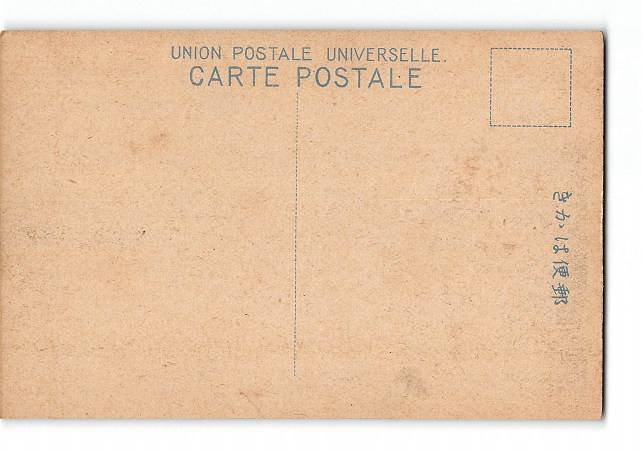 UNION POSTALE UNIVERSELLE.
CARTE POSTALE
郵便はかき